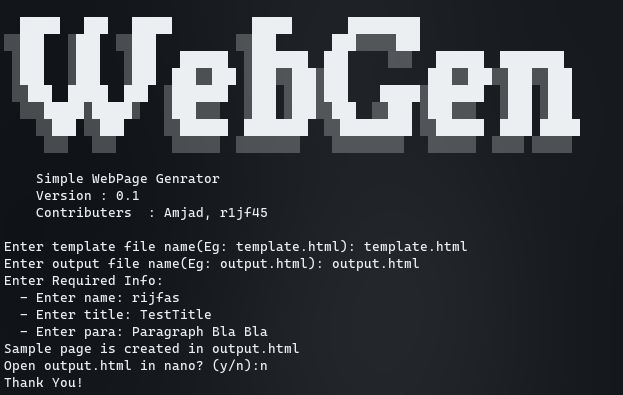 WebGen
Simple WebPage Genrator
Version : 0.1
Contributers  : Amjad, r1jf45
Enter template file name(Eg: template.html): template.html
Enter output file name(Eg: output.html): output.html
Enter Required Info:
  - Enter name: rijfas
  - Enter title: TestTitle
  - Enter para: Paragraph Bla Bla
Sample page is created in output.html
Open output.html in nano? (y/n):n
Thank You!